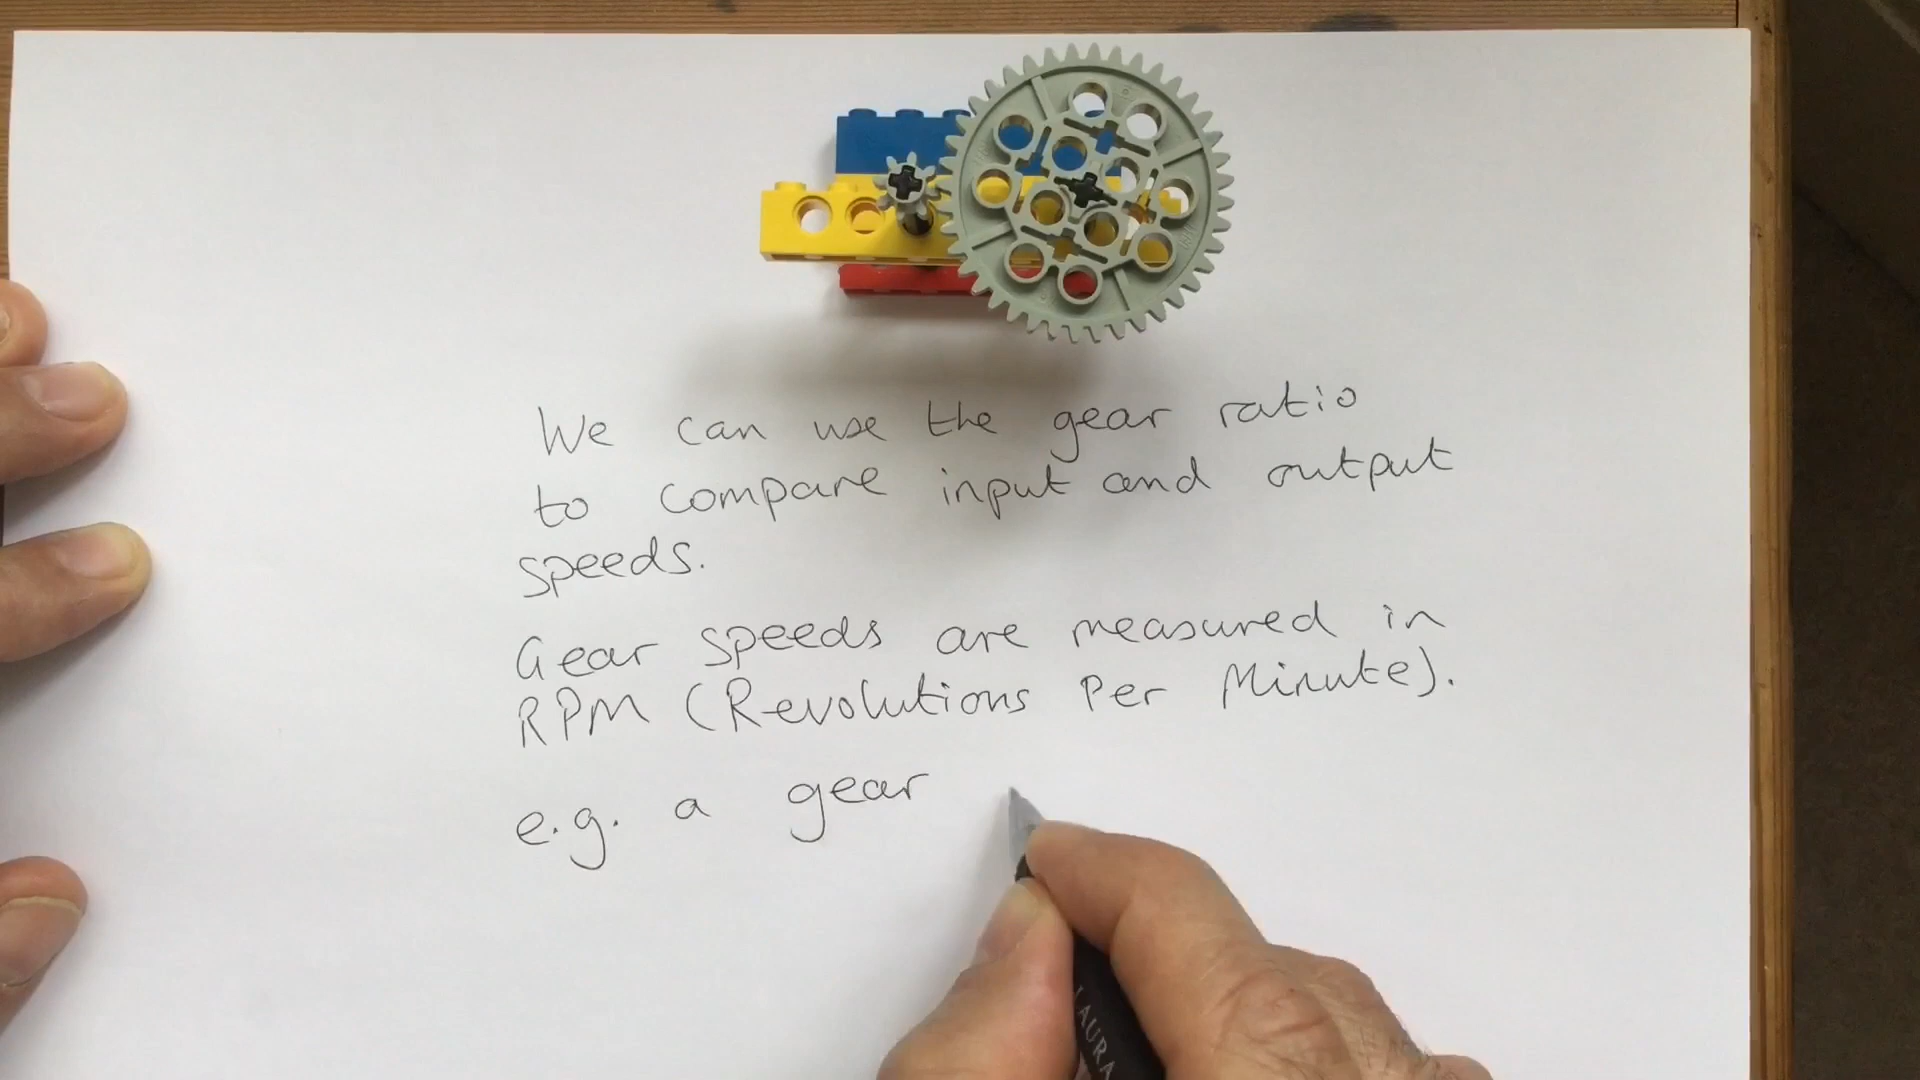 We can use the gear ratio
to compare input and output
speeds.
Gear speeds are measured in
RPM (Revolutions Per Minute).
e.g. a gear
LAURA